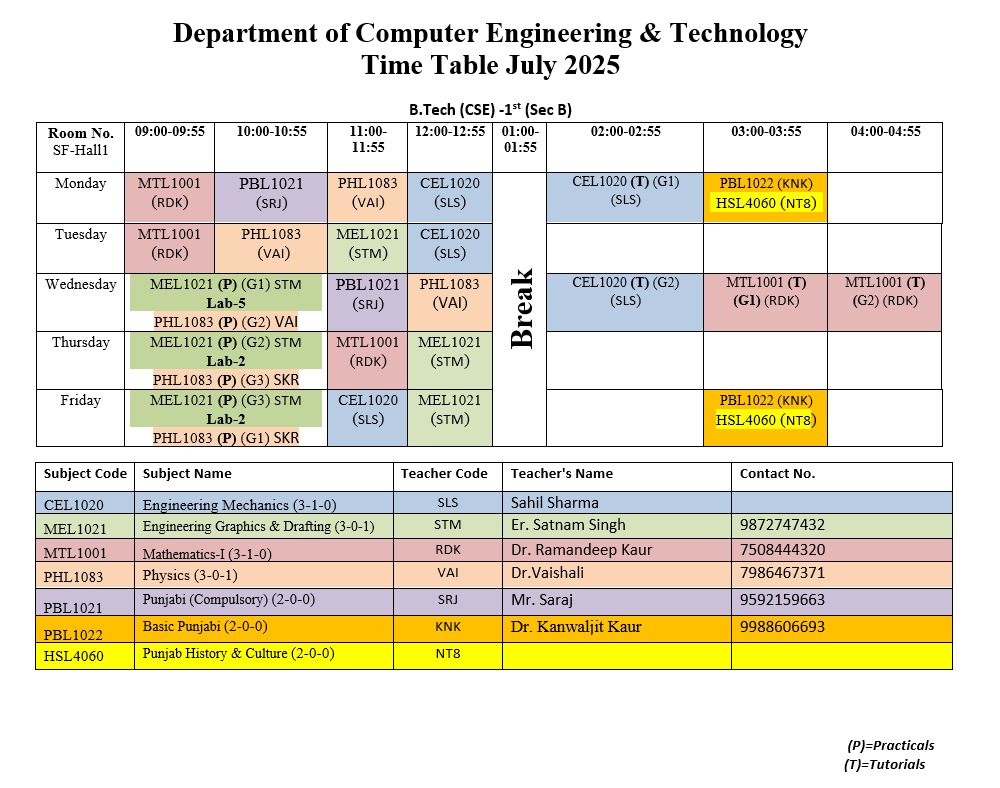 Department of Computer Engineering & Technology
Time Table July 2025
B.Tech (CSE) -1st (Sec B)
Room No. SF-Hall1 09:00-09:55 10:00-10:55 11:00-11:55 12:00-12:55 01:00-01:55 02:00-02:55 03:00-03:55 04:00-04:55
Monday
MTL1001
(RDK)
PBL1021
(SRJ)
PHL1083
(VAI)
CEL1020
(SLS)
Break
CEL1020 (T) (G1)
(SLS)
PBL1022 (KNK)
HSL4060 (NT8)
Tuesday
MTL1001
(RDK)
PHL1083
(VAI)
MEL1021
(STM)
CEL1020
(SLS)
Wednesday
MEL1021 (P) (G1) STM
Lab-5
PHL1083 (P) (G2) VAI
PBL1021
(SRJ)
PHL1083
(VAI)
CEL1020 (T) (G2)
(SLS)
MTL1001 (T)
(G1) (RDK)
MTL1001 (T)
(G2) (RDK)
Thursday
MEL1021 (P) (G2) STM
Lab-2
PHL1083 (P) (G3) SKR
MTL1001
(RDK)
MEL1021
(STM)
Friday
MEL1021 (P) (G3) STM
Lab-2
PHL1083 (P) (G1) SKR
CEL1020
(SLS)
MEL1021
(STM)
PBL1022 (KNK)
HSL4060 (NT8)
Subject Code Subject Name Teacher Code Teacher's Name Contact No.
CEL1020 Engineering Mechanics (3-1-0) SLS Sahil Sharma
MEL1021 Engineering Graphics & Drafting (3-0-1) STM Er. Satnam Singh 9872747432
MTL1001 Mathematics-I (3-1-0) RDK Dr. Ramandeep Kaur 7508444320
PHL1083 Physics (3-0-1) VAI Dr.Vaishali 7986467371
PBL1021 Punjabi (Compulsory) (2-0-0) SRJ Mr. Saraj 9592159663
PBL1022 Basic Punjabi (2-0-0) KNK Dr. Kanwaljit Kaur 9988606693
HSL4060 Punjab History & Culture (2-0-0) NT8
(P)=Practicals
(T)=Tutorials